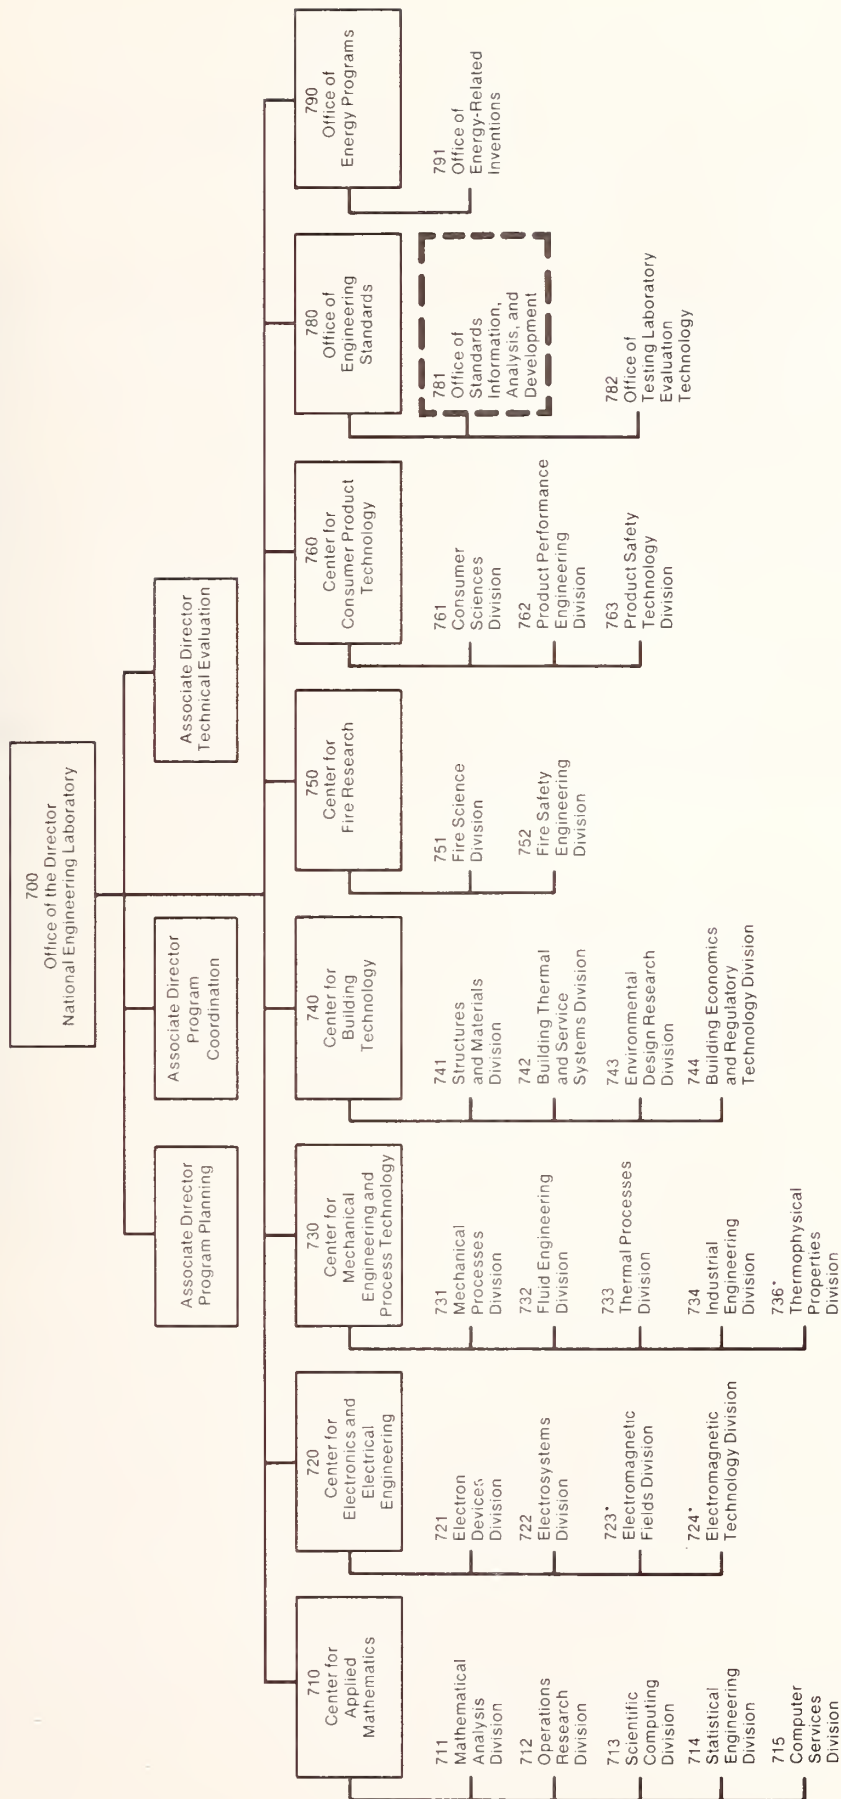 700
Office of the Director
National Engineering Laboratory
Associate Director
Program Planning
Associate Director
Program
Coordination
Associate Director
Technical Evaluation
710
Center for
Applied
Mathematics
711
Mathematical
Analysis
Division
712
Operations
Research
Division
713
Scientific
Computing
Division
714
Statistical
Engineering
Division
715
Computer
Services
Division
720
Center for
Electronics and
Electrical
Engineering
721
Electron
Devices
Division
722
Electrosystems
Division
723*
Electromagnetic
Fields Division
724*
Electromagnetic
Technology Division
730
Center for
Mechanical
Engineering and
Process Technology
731
Mechanical
Processes
Division
732
Fluid Engineering
Division
733
Thermal Processes
Division
734
Industrial
Engineering
Division
736*
Thermophysical
Properties
Division
740
Center for
Building
Technology
741
Structures
and Materials
Division
742
Building Thermal
and Service
Systems Division
743
Environmental
Design Research
Division
744
Building Economics
and Regulatory
Technology Division
750
Center for
Fire Research
751
Fire Science
Division
752
Fire Safety
Engineering
Division
760
Center for
Consumer Product
Technology
761
Consumer
Sciences
Division
762
Product Performance
Engineering
Division
763
Product Safety
Technology
Division
780
Office of
Engineering
Standards
781
Office of
Standards
Information,
Analysis, and
Development
782
Office of
Testing Laboratory
Evaluation
Technology
790
Office of
Energy Programs
791
Office of
Energy-Related
Inventions